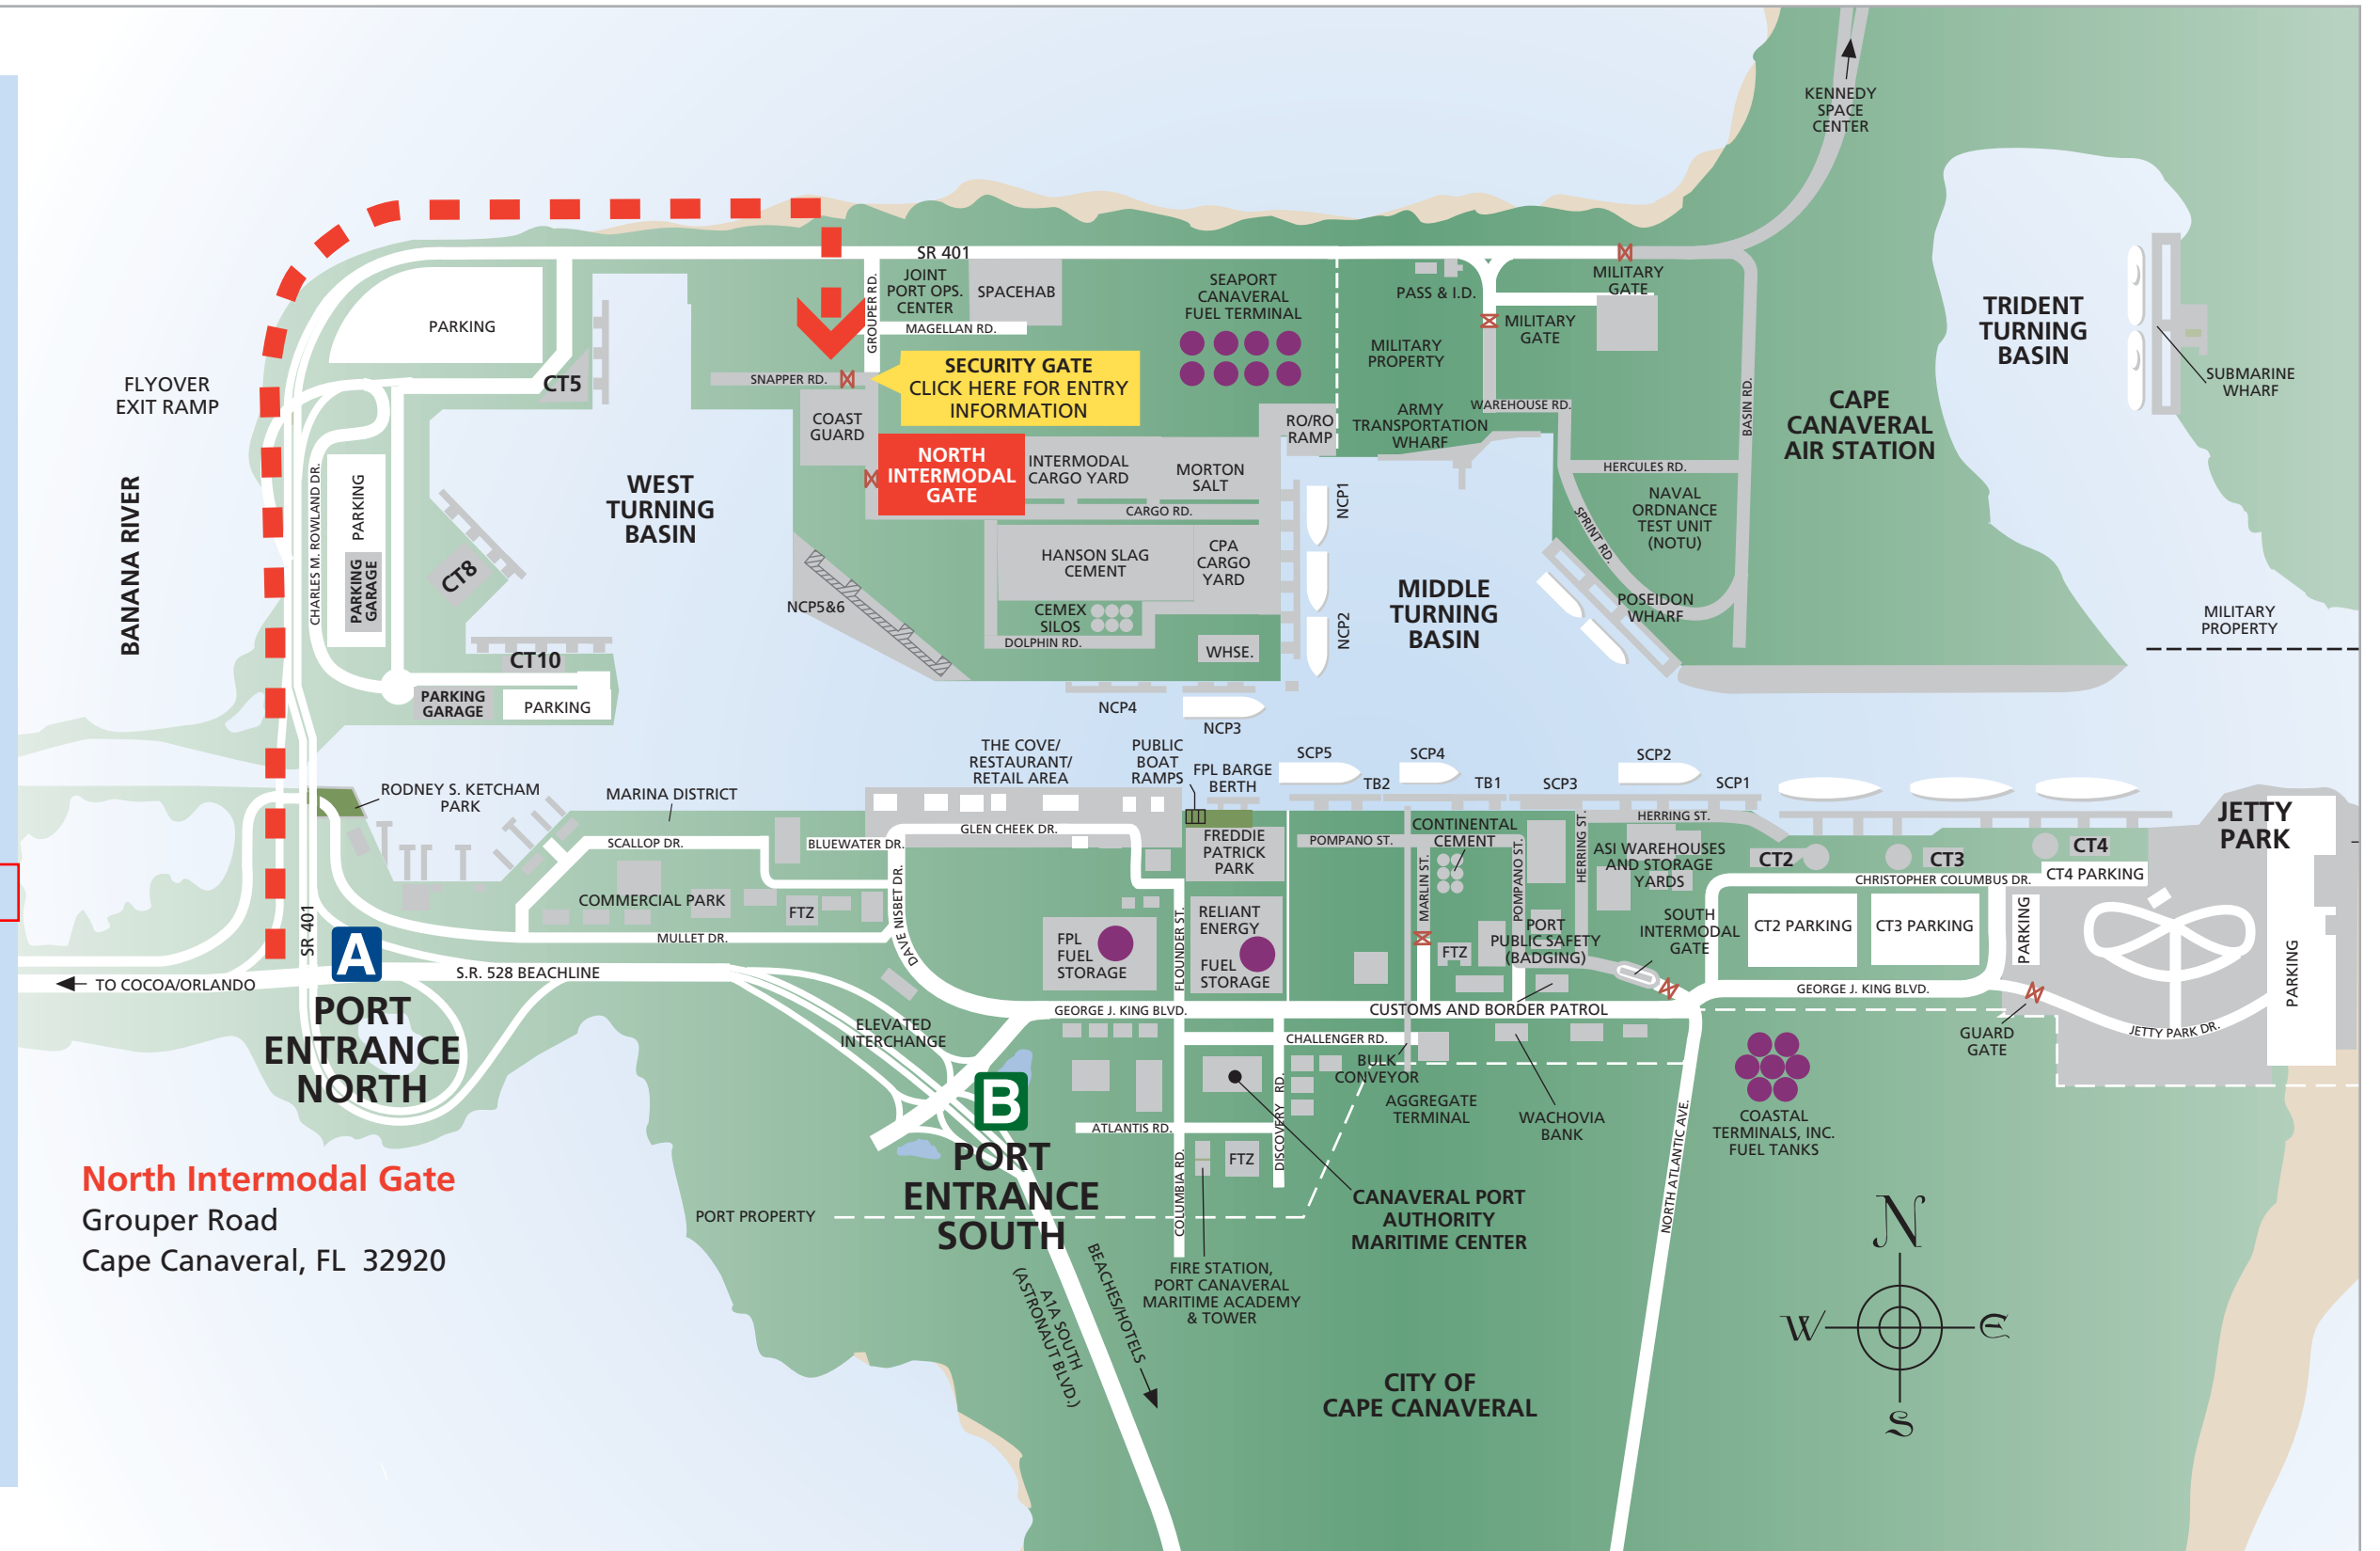 KENNEDY
SPACE
CENTER
SR 401
JOINT
PORT OPS.
CENTER
SPACEHAB
GROUPER RD.
MAGELLAN RD.
SEAPORT
CANAVERAL
FUEL TERMINAL
PASS & I.D.
MILITARY
GATE
MILITARY
GATE
MILITARY
PROPERTY
TRIDENT
TURNING
BASIN
SUBMARINE
WHARF
PARKING
FLYOVER
EXIT RAMP
CT5
SNAPPER RD.
SECURITY GATE
CLICK HERE FOR ENTRY
INFORMATION
COAST
GUARD
NORTH
INTERMODAL
GATE
INTERMODAL
CARGO YARD
MORTON
SALT
RO/RO
RAMP
ARMY
TRANSPORTATION
WHARF
WAREHOUSE RD.
BASIN RD.
CAPE
CANAVERAL
AIR STATION
HERCULES RD.
NAVAL
ORDNANCE
TEST UNIT
(NOTU)
SPRINT RD.
POSEIDON
WHARF
BANANA RIVER
CHARLES M. ROWLAND DR.
PARKING
PARKING
GARAGE
CT8
WEST
TURNING
BASIN
CARGO RD.
NCP1
HANSON SLAG
CEMENT
CPA
CARGO
YARD
NCP5&6
CEMEX
SILOS
DOLPHIN RD.
WHSE.
NCP2
MIDDLE
TURNING
BASIN
MILITARY
PROPERTY
CT10
PARKING
GARAGE
PARKING
NCP4
NCP3
THE COVE/
RESTAURANT/
RETAIL AREA
PUBLIC
BOAT
RAMPS
FPL BARGE
BERTH
SCP5
TB2
SCP4
TB1
SCP3
SCP2
SCP1
RODNEY S. KETCHAM
PARK
MARINA DISTRICT
SCALLOP DR.
BLUEWATER DR.
GLEN CHEEK DR.
FREDDIE
PATRICK
PARK
POMPANO ST.
CONTINENTAL
CEMENT
HERRING ST.
HERRING ST.
ASI WAREHOUSES
AND STORAGE
YARDS
CT2
CT3
CT4
JETTY
PARK
CHRISTOPHER COLUMBUS DR.
CT4 PARKING
COMMERCIAL PARK
FTZ
DAVE NISBET DR.
MULLET DR.
FPL
FUEL
STORAGE
FLOUNDER ST.
RELIANT
ENERGY
FUEL
STORAGE
MARLIN ST.
POMPANO ST.
FTZ
PORT
PUBLIC SAFETY
(BADGING)
SOUTH
INTERMODAL
GATE
CT2 PARKING
CT3 PARKING
PARKING
PARKING
SR 401
A
S.R. 528 BEACHLINE
TO COCOA/ORLANDO
PORT
ENTRANCE
NORTH
ELEVATED
INTERCHANGE
GEORGE J. KING BLVD.
CUSTOMS AND BORDER PATROL
GEORGE J. KING BLVD.
GUARD
GATE
JETTY PARK DR.
CHALLENGER RD.
BULK
CONVEYOR
AGGREGATE
TERMINAL
WACHOVIA
BANK
COASTAL
TERMINALS, INC.
FUEL TANKS
B
PORT
ENTRANCE
SOUTH
ATLANTIS RD.
DISCOVERY RD.
FTZ
COLUMBIA RD.
NORTH ATLANTIC AVE.
CANAVERAL PORT
AUTHORITY
MARITIME CENTER
PORT PROPERTY
FIRE STATION,
PORT CANAVERAL
MARITIME ACADEMY
& TOWER
BEACHES/HOTELS
A1A SOUTH
(ASTRONAUT BLVD.)
CITY OF
CAPE CANAVERAL
N
W
E
S
North Intermodal Gate
Grouper Road
Cape Canaveral, FL 32920